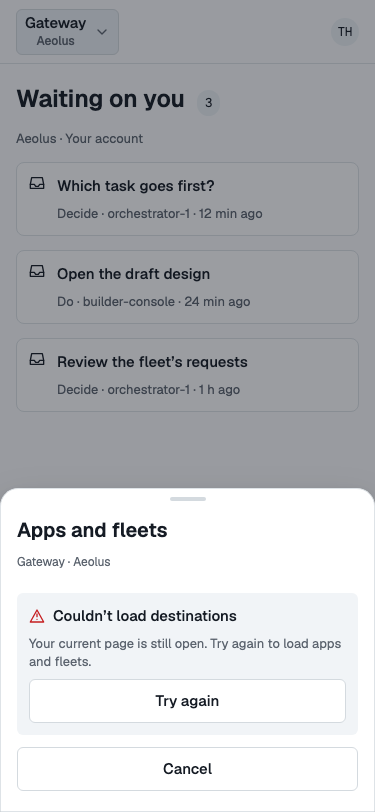 Gateway
Aeolus
TH
Waiting on you 3
Aeolus · Your account
Which task goes first?
Decide · orchestrator-1 · 12 min ago
Open the draft design
Do · builder-console · 24 min ago
Review the fleet’s requests
Decide · orchestrator-1 · 1 h ago
Apps and fleets
Gateway · Aeolus
Couldn’t load destinations
Your current page is still open. Try again to load apps
and fleets.
Try again
Cancel